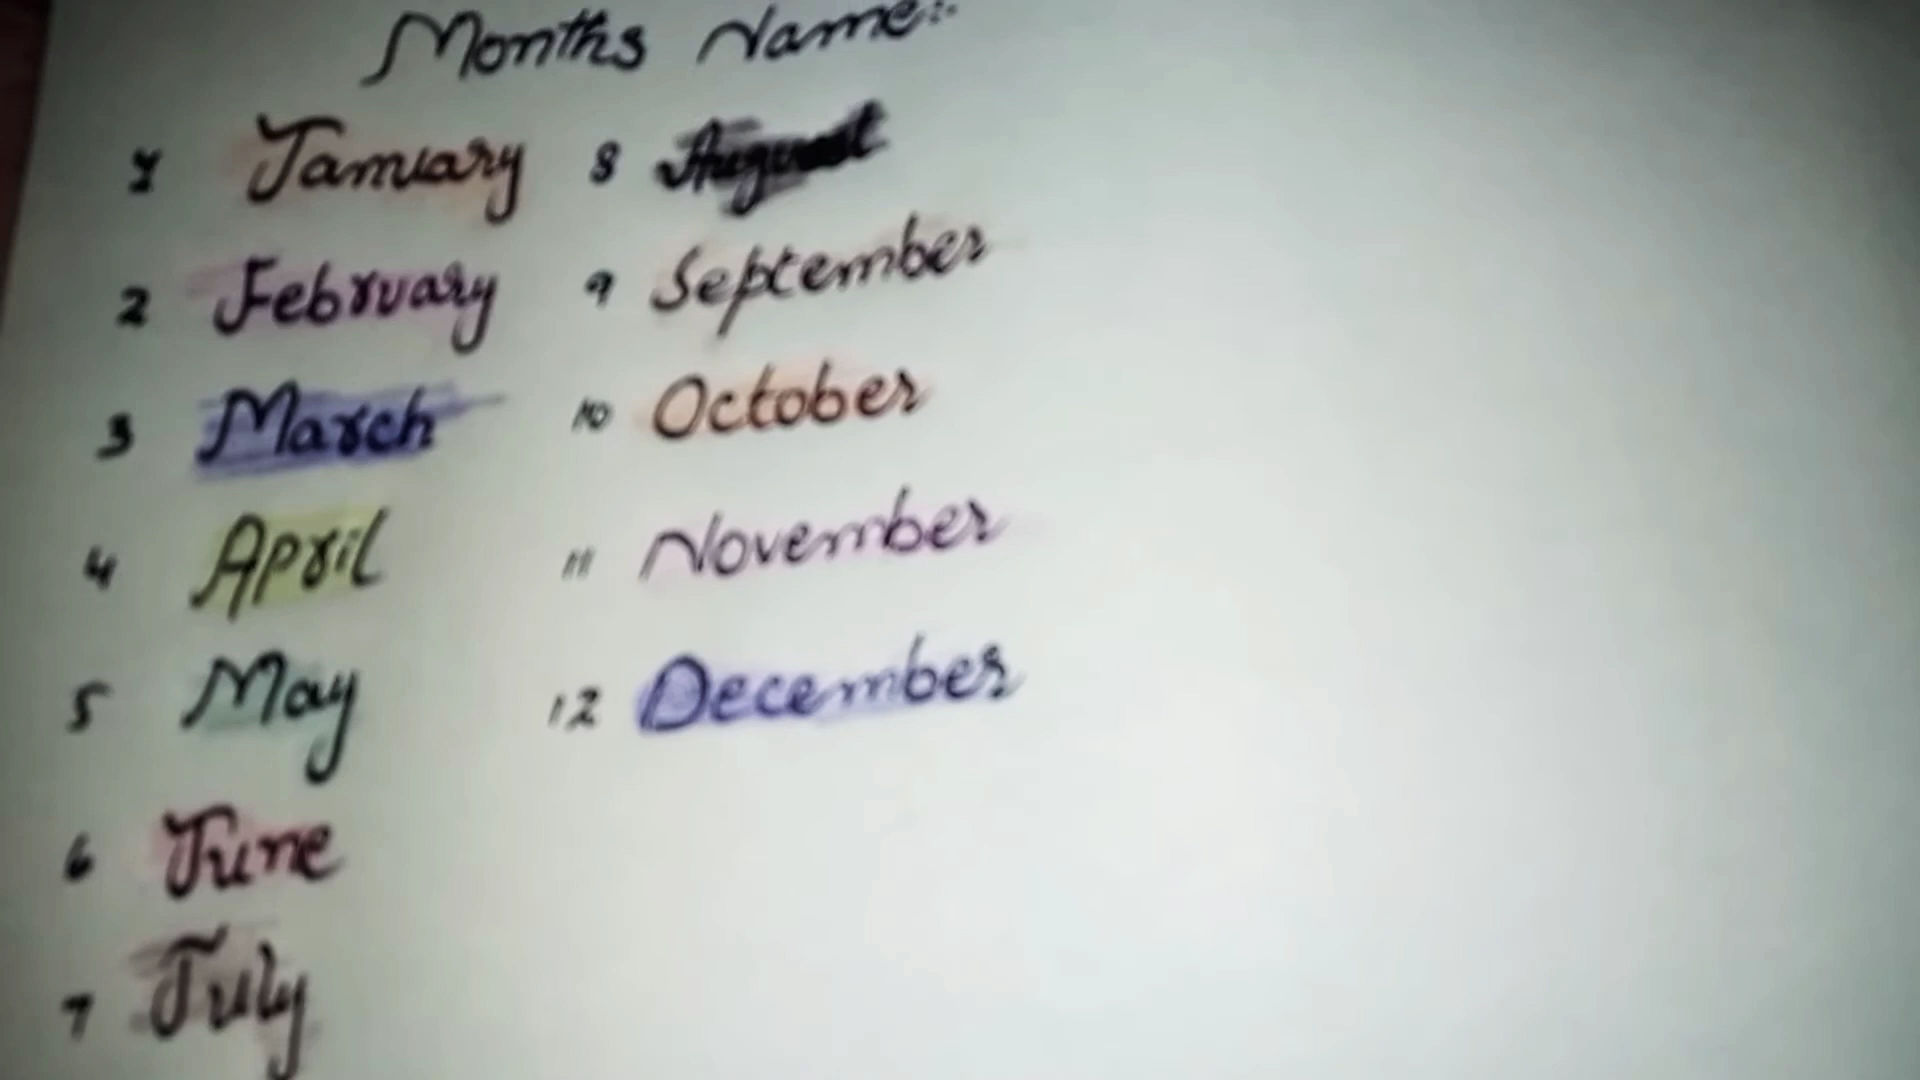 Months Name:-
1 January
2 February
3 March
4 April
5 May
6 June
7 July
8 August
9 September
10 October
11 November
12 December